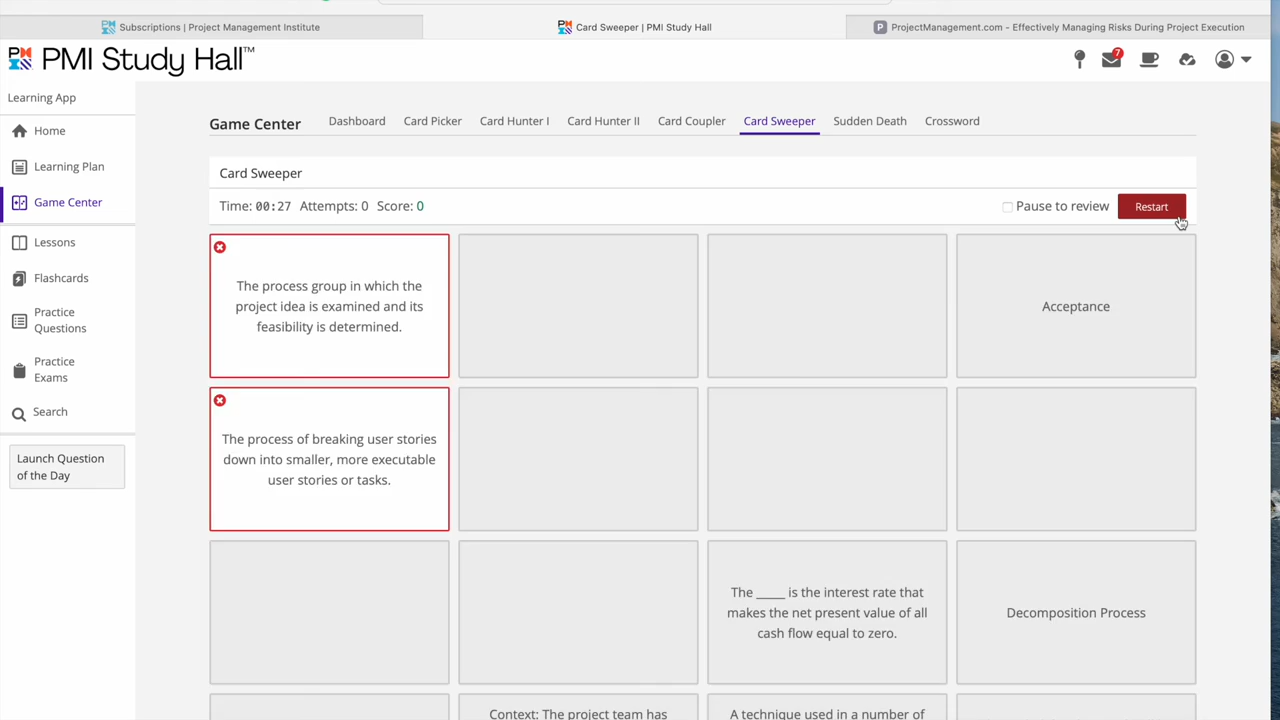 Subscriptions | Project Management Institute
Card Sweeper | PMI Study Hall
ProjectManagement.com - Effectively Managing Risks During Project Execution
PMI Study Hall™
7
Learning App
Home
Learning Plan
Game Center
Lessons
Flashcards
Practice
Questions
Practice
Exams
Search
Launch Question
of the Day
Game Center
Dashboard
Card Picker
Card Hunter I
Card Hunter II
Card Coupler
Card Sweeper
Sudden Death
Crossword
Card Sweeper
Time: 00:27 Attempts: 0 Score: 0
Pause to review
Restart
The process group in which the
project idea is examined and its
feasibility is determined.
Acceptance
The process of breaking user stories
down into smaller, more executable
user stories or tasks.
The _____ is the interest rate that
makes the net present value of all
cash flow equal to zero.
Decomposition Process
Context: The project team has
A technique used in a number of